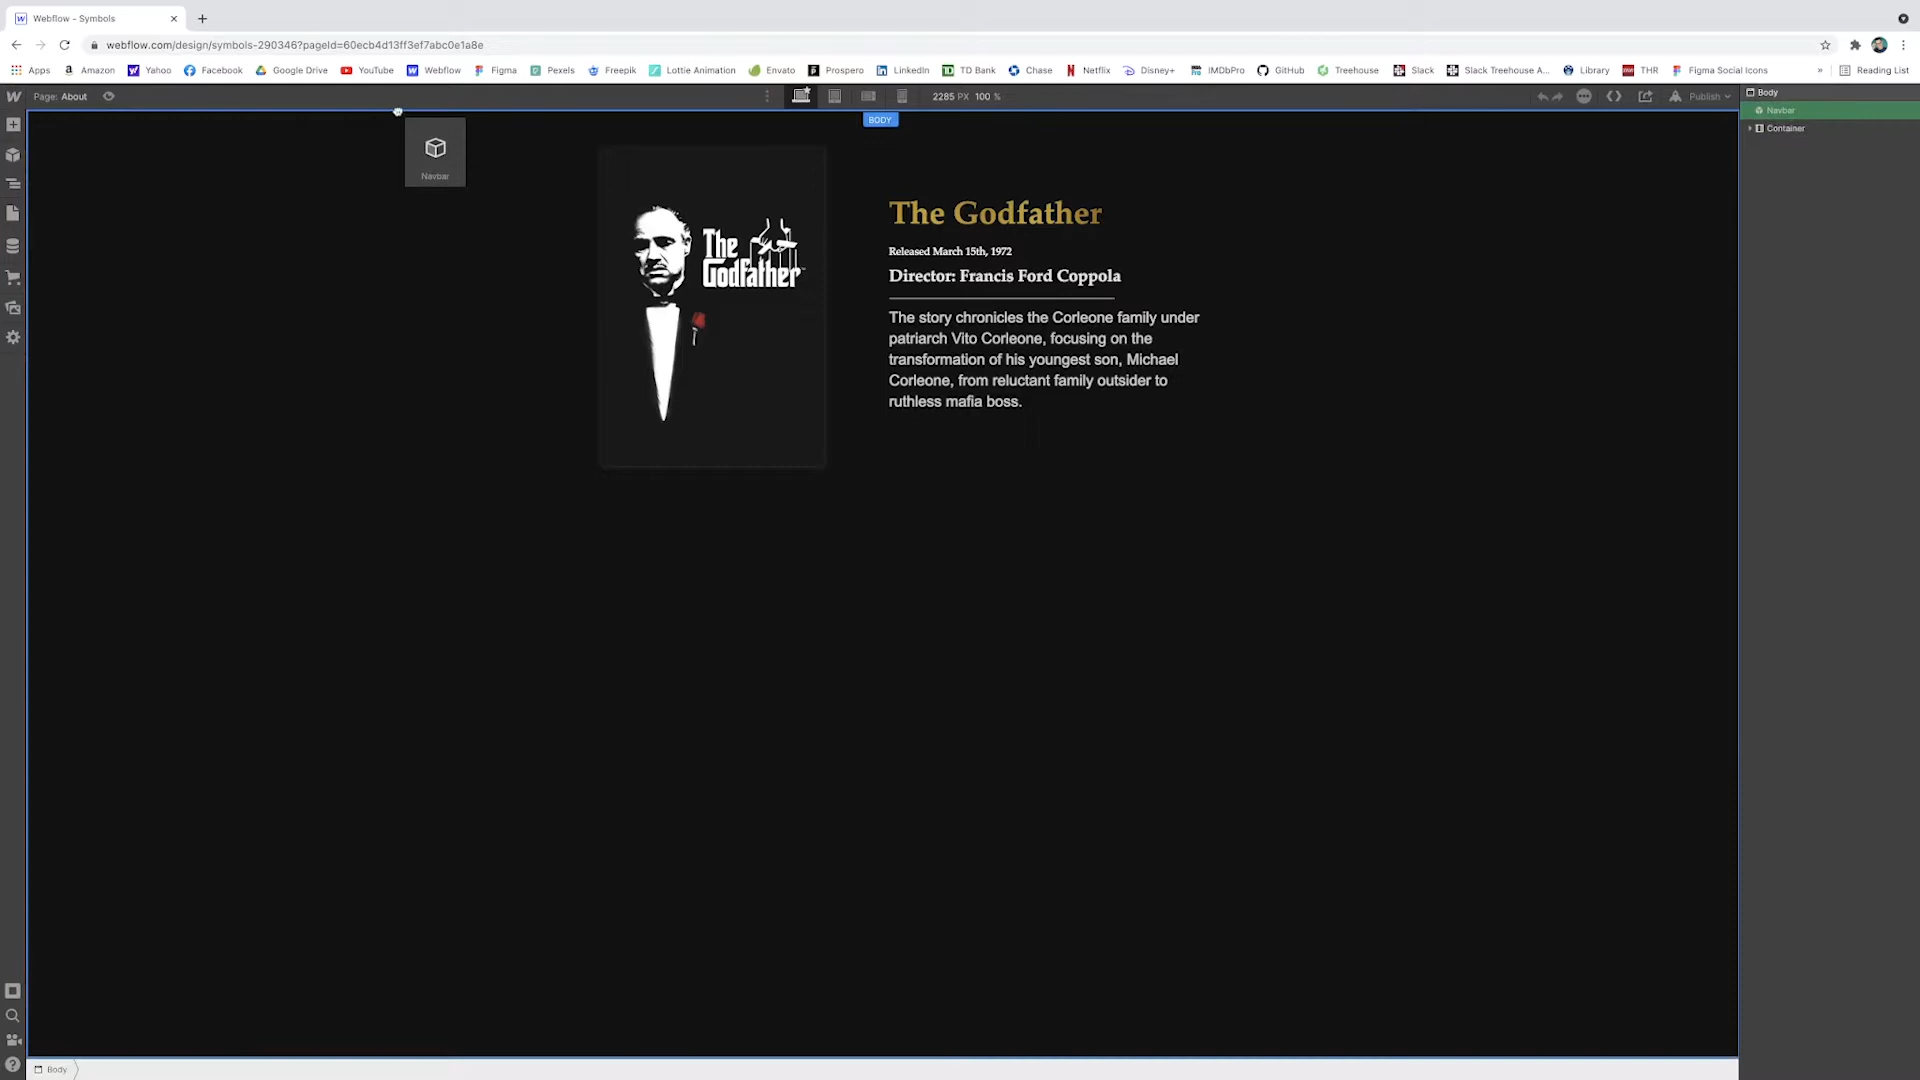 Webflow - Symbols
webflow.com/design/symbols-290346?pageId=60ecb4d13ff3ef7abc0e1a8e
Apps Amazon Yahoo Facebook Google Drive YouTube Webflow Figma Pexels Freepik Lottie Animation Envato Prospero LinkedIn TD Bank Chase Netflix Disney+ IMDbPro GitHub Treehouse Slack Slack Treehouse A... Library THR Figma Social Icons » Reading List
Page: About 2285 PX 100 % Publish
Body
Navbar
Container
BODY
Navbar
The Godfather
The Godfather
Released March 15th, 1972
Director: Francis Ford Coppola
The story chronicles the Corleone family under
patriarch Vito Corleone, focusing on the
transformation of his youngest son, Michael
Corleone, from reluctant family outsider to
ruthless mafia boss.
Body